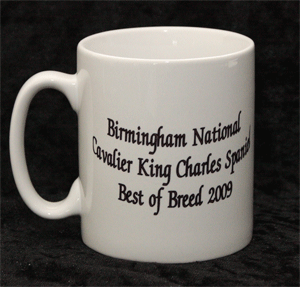 Birmingham National
Cavalier King Charles Spaniel
Best of Breed 2009